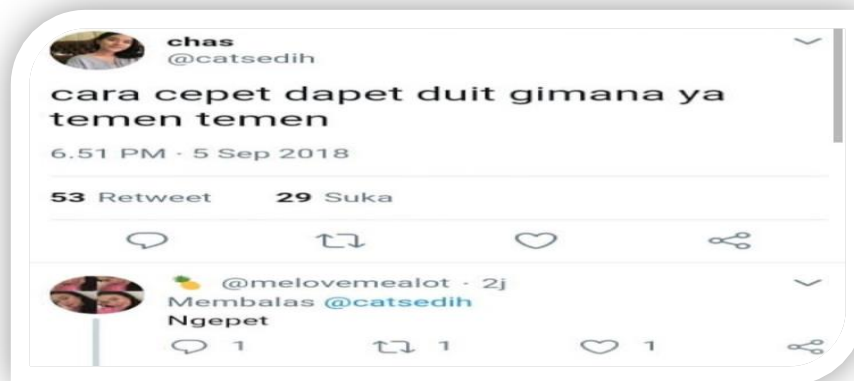 chas
@catsedih
cara cepet dapet duit gimana ya
temen temen
6.51 PM · 5 Sep 2018
53 Retweet 29 Suka
🍍 @melovemealot · 2j
Membalas @catsedih
Ngepet
1 1 1